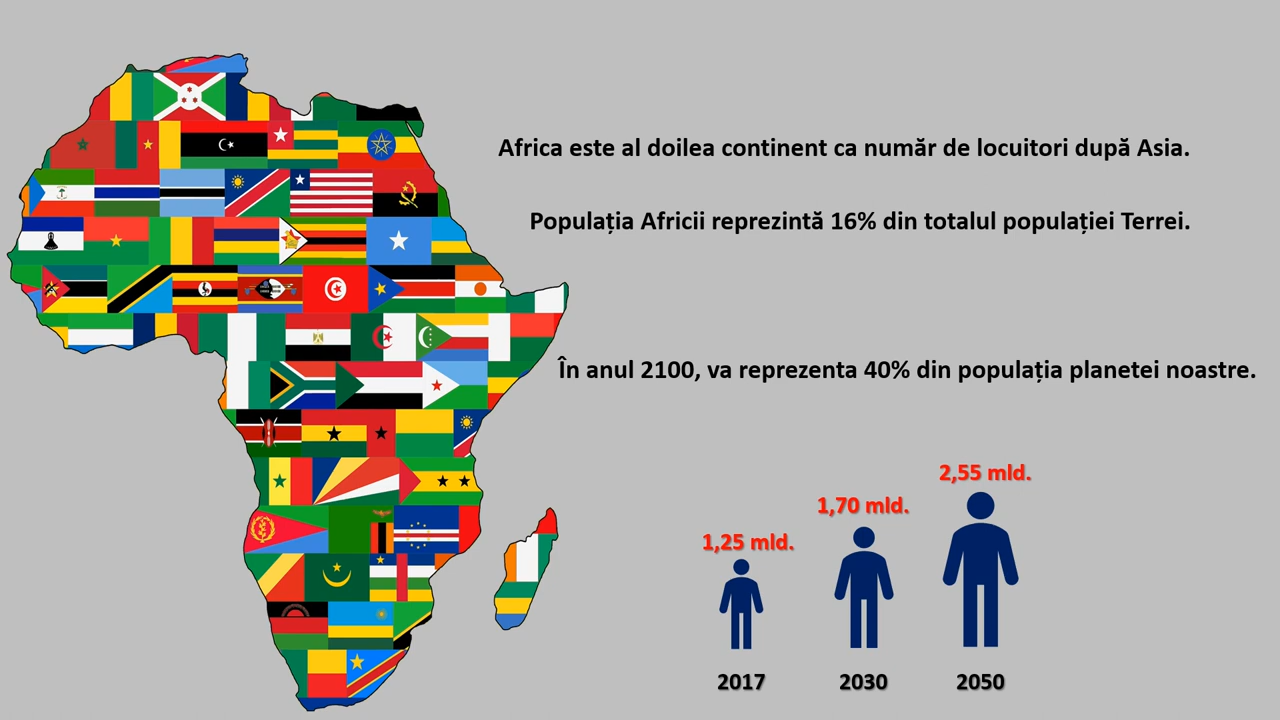 Africa este al doilea continent ca număr de locuitori după Asia.
Populația Africii reprezintă 16% din totalul populației Terrei.
În anul 2100, va reprezenta 40% din populația planetei noastre.
1,25 mld.
1,70 mld.
2,55 mld.
2017
2030
2050